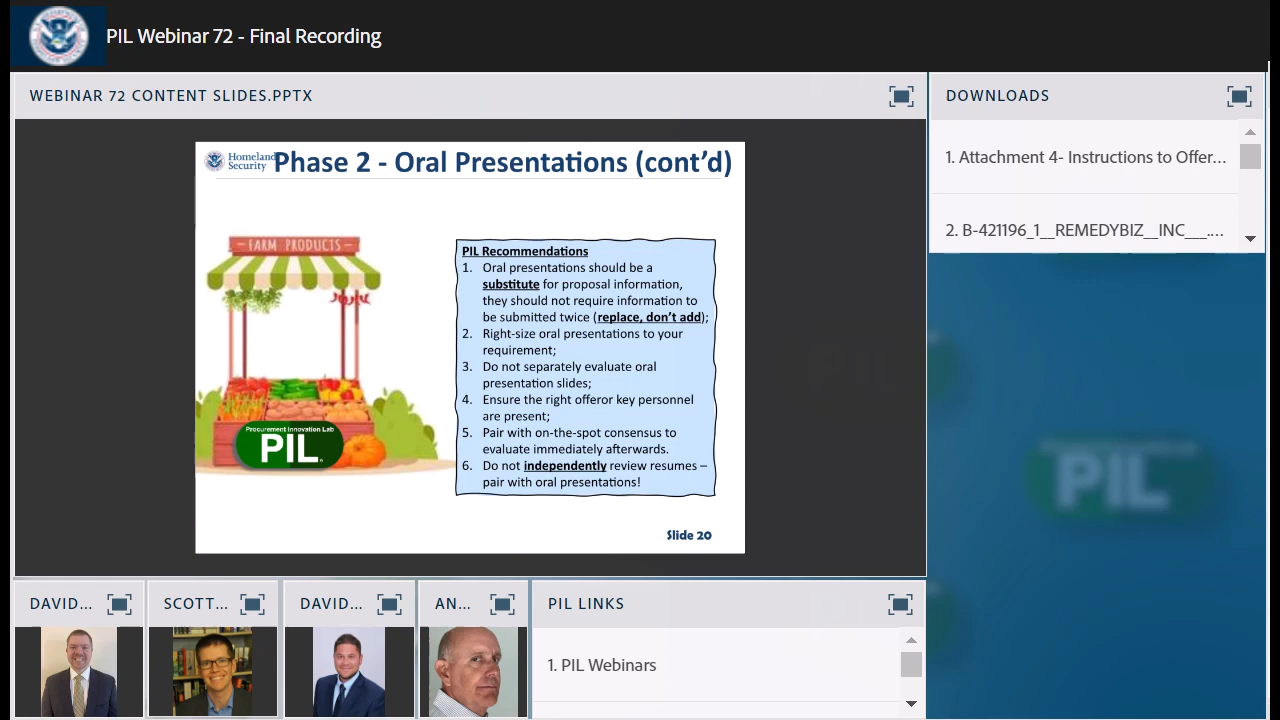 PIL Webinar 72 - Final Recording
WEBINAR 72 CONTENT SLIDES.PPTX
Homeland
Security
Phase 2 - Oral Presentations (cont'd)
FARM PRODUCTS
Procurement Innovation Lab
PIL
PIL Recommendations
1. Oral presentations should be a
substitute for proposal information,
they should not require information to
be submitted twice (replace, don't add);
2. Right-size oral presentations to your
requirement;
3. Do not separately evaluate oral
presentation slides;
4. Ensure the right offeror key personnel
are present;
5. Pair with on-the-spot consensus to
evaluate immediately afterwards.
6. Do not independently review resumes –
pair with oral presentations!
Slide 20
DOWNLOADS
1. Attachment 4- Instructions to Offer...
2. B-421196_1__REMEDYBIZ__INC___....
PIL
DAVID...
SCOTT...
DAVID...
AN...
PIL LINKS
1. PIL Webinars